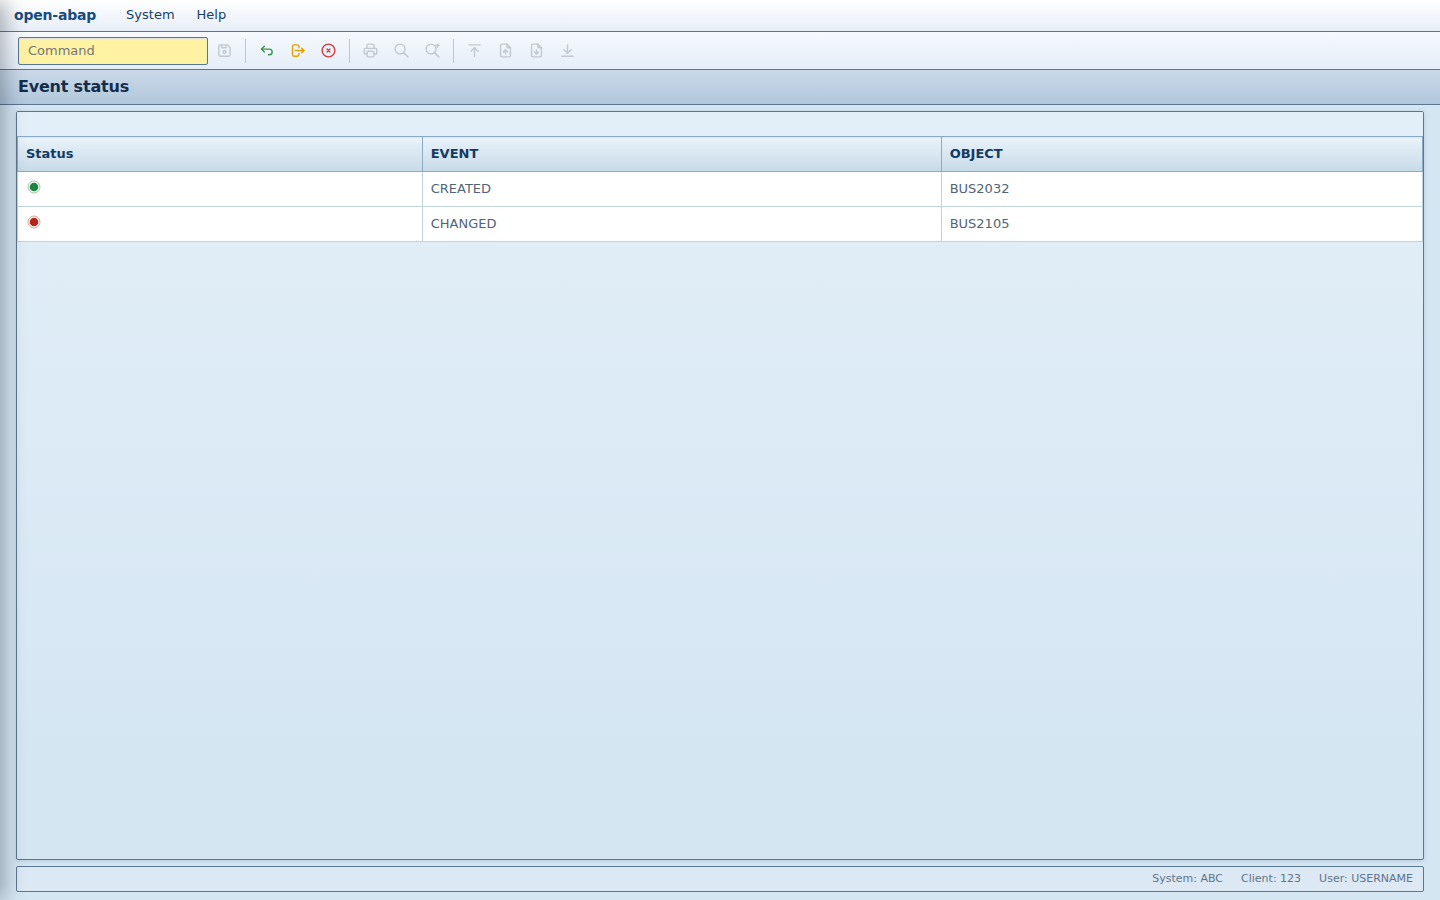 open-abap System Help
Command
Event status
Status EVENT OBJECT
CREATED BUS2032
CHANGED BUS2105
System: ABC Client: 123 User: USERNAME